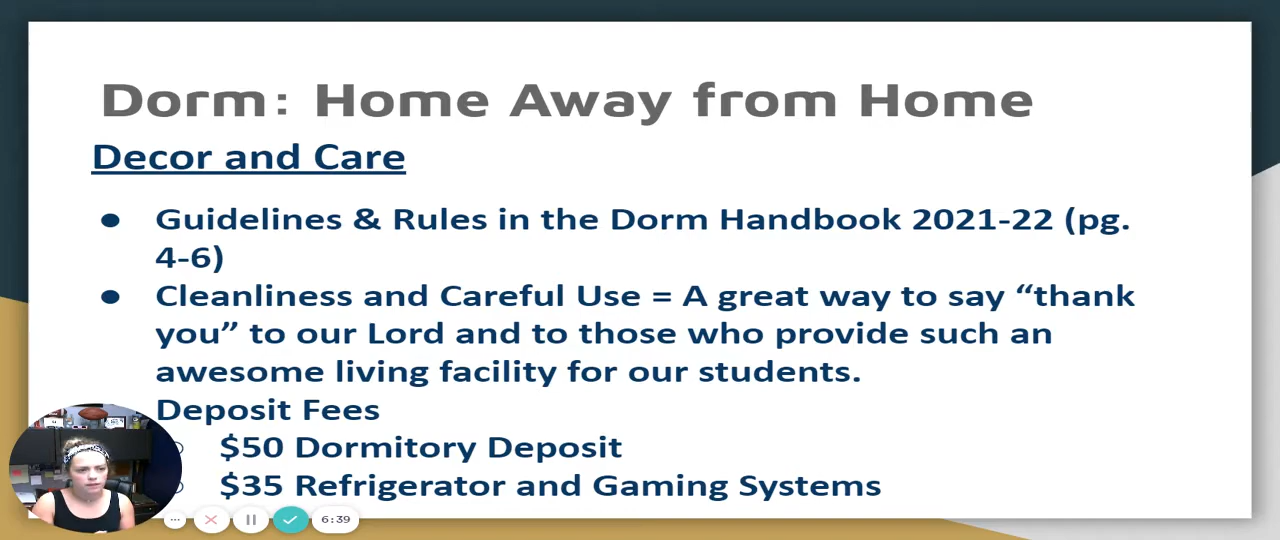 Dorm: Home Away from Home
Decor and Care
● Guidelines & Rules in the Dorm Handbook 2021-22 (pg.
4-6)
● Cleanliness and Careful Use = A great way to say “thank
you” to our Lord and to those who provide such an
awesome living facility for our students.
Deposit Fees
○ $50 Dormitory Deposit
○ $35 Refrigerator and Gaming Systems
6:39